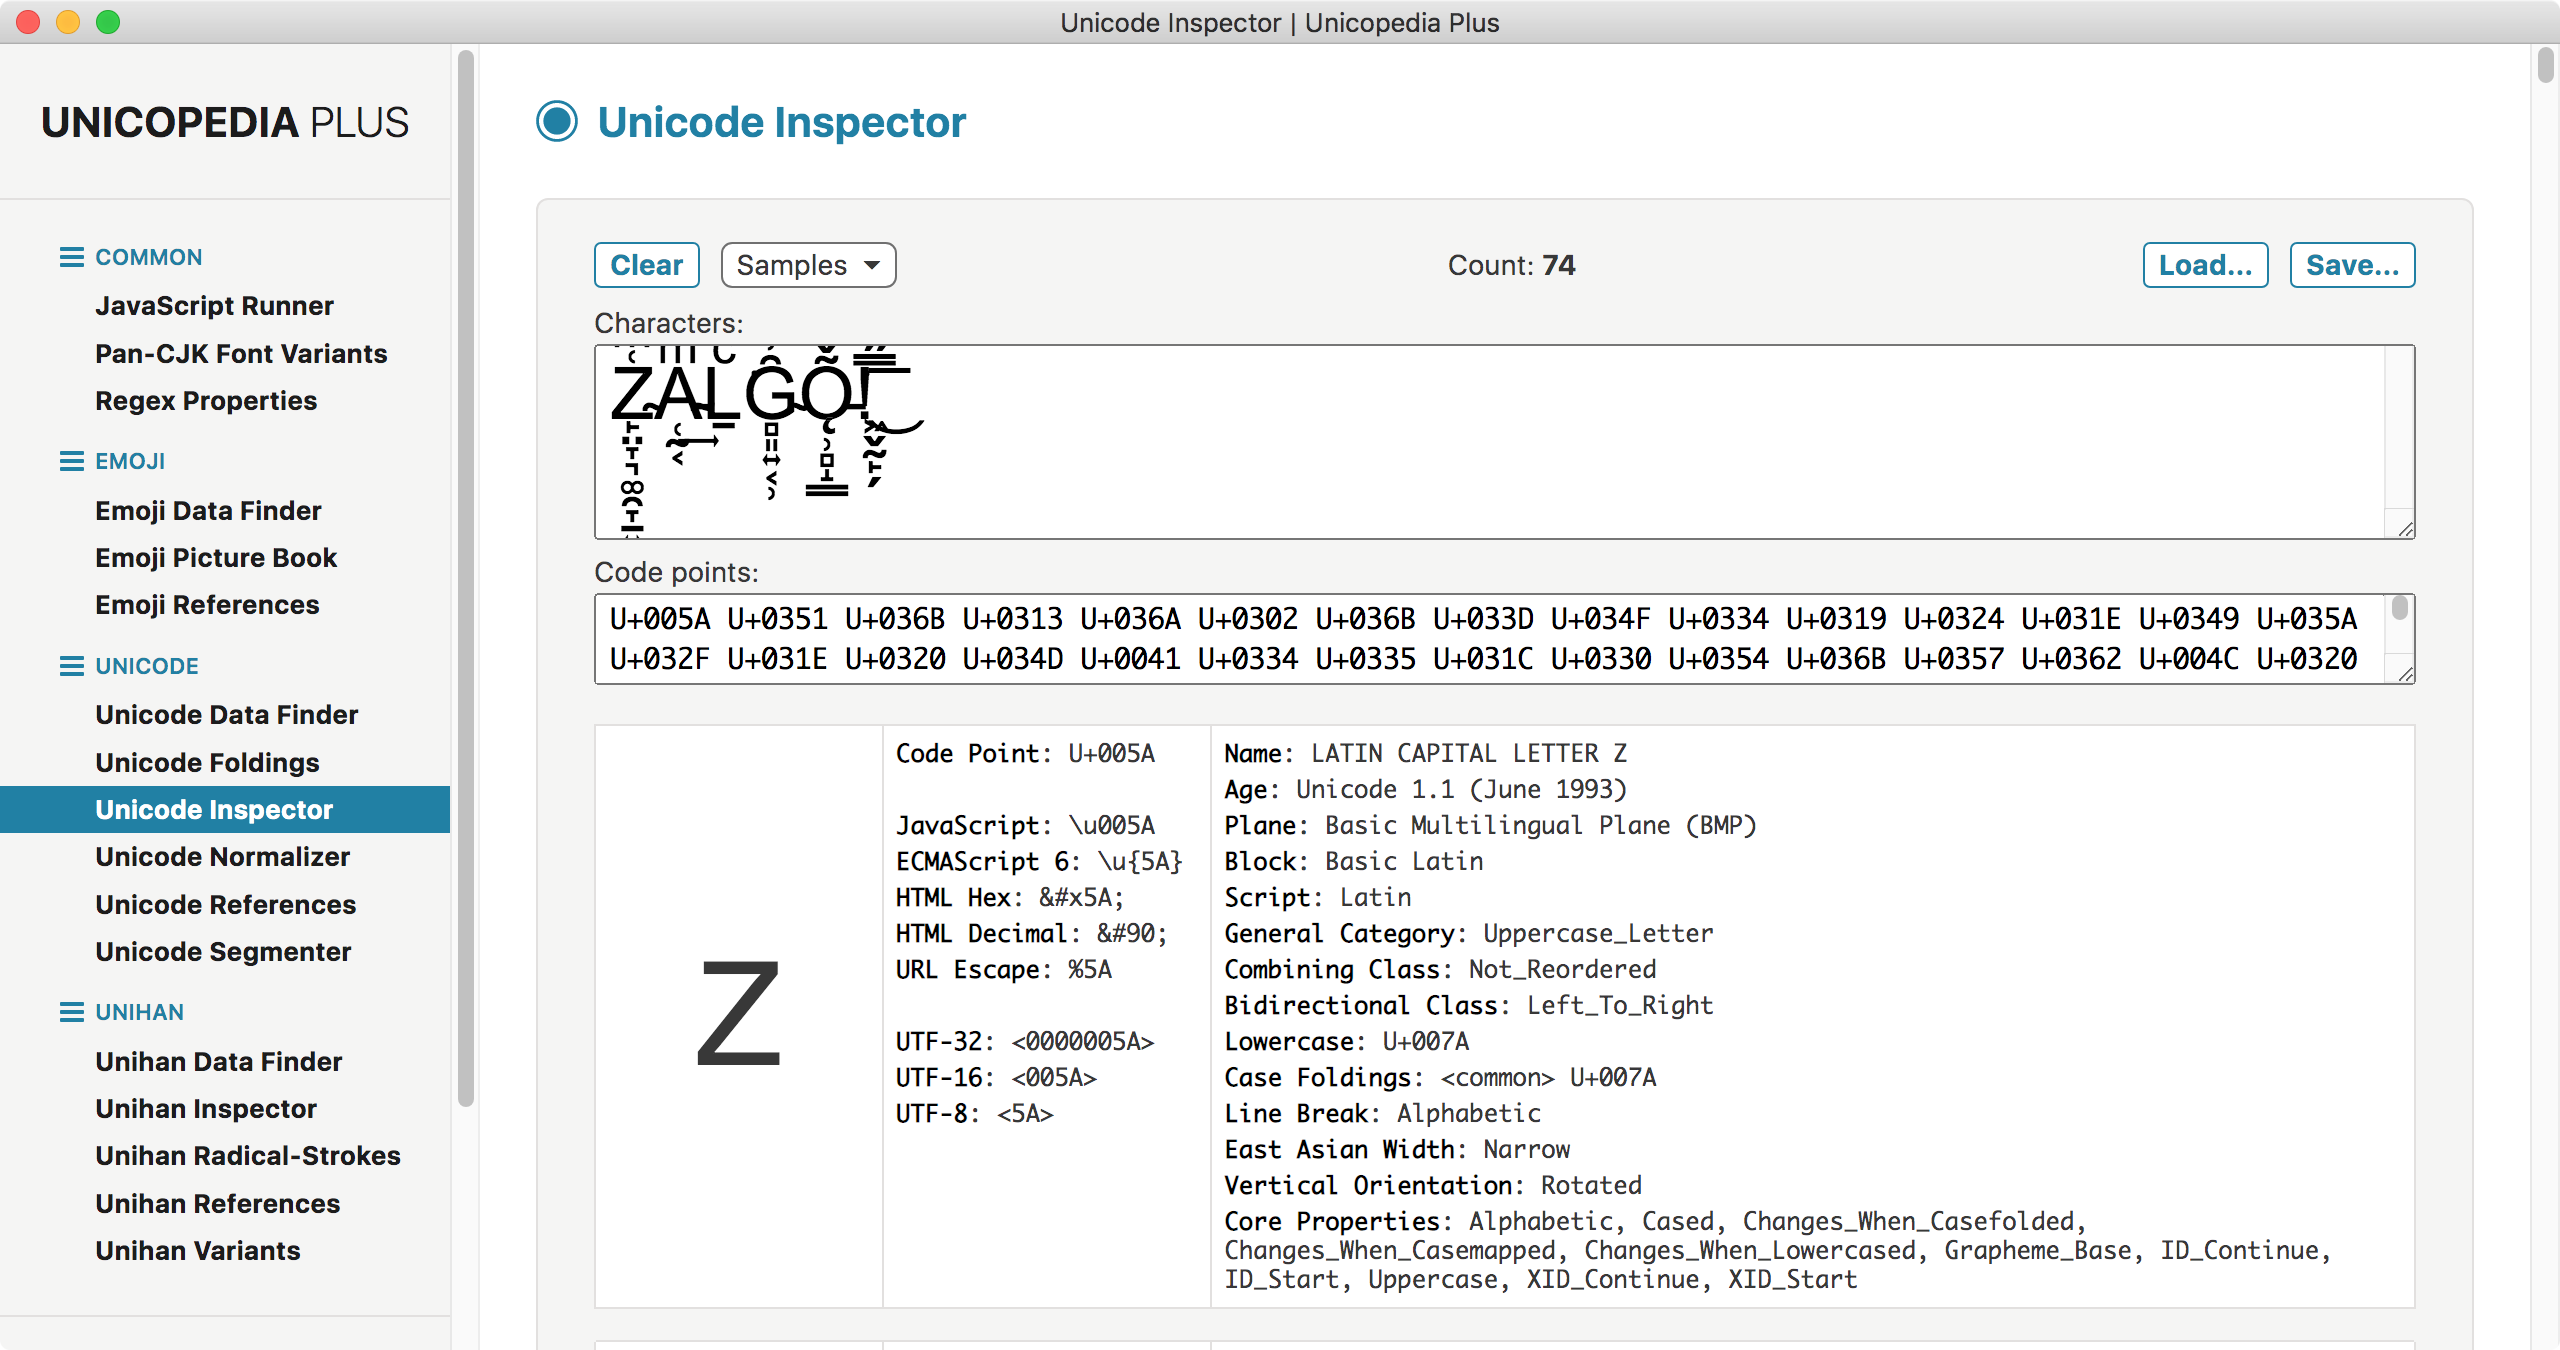 Unicode Inspector | Unicopedia Plus
UNICOPEDIA PLUS
COMMON
JavaScript Runner
Pan-CJK Font Variants
Regex Properties
EMOJI
Emoji Data Finder
Emoji Picture Book
Emoji References
UNICODE
Unicode Data Finder
Unicode Foldings
Unicode Inspector
Unicode Normalizer
Unicode References
Unicode Segmenter
UNIHAN
Unihan Data Finder
Unihan Inspector
Unihan Radical-Strokes
Unihan References
Unihan Variants
Unicode Inspector
Clear
Samples
Count: 74
Load...
Save...
Characters:
ZALGO!
Code points:
U+005A U+0351 U+036B U+0313 U+036A U+0302 U+036B U+033D U+034F U+0334 U+0319 U+0324 U+031E U+0349 U+035A
U+032F U+031E U+0320 U+034D U+0041 U+0334 U+0335 U+031C U+0330 U+0354 U+036B U+0357 U+0362 U+004C U+0320
Z
Code Point: U+005A
JavaScript: \u005A
ECMAScript 6: \u{5A}
HTML Hex: &#x5A;
HTML Decimal: &#90;
URL Escape: %5A
UTF-32: <0000005A>
UTF-16: <005A>
UTF-8: <5A>
Name: LATIN CAPITAL LETTER Z
Age: Unicode 1.1 (June 1993)
Plane: Basic Multilingual Plane (BMP)
Block: Basic Latin
Script: Latin
General Category: Uppercase_Letter
Combining Class: Not_Reordered
Bidirectional Class: Left_To_Right
Lowercase: U+007A
Case Foldings: <common> U+007A
Line Break: Alphabetic
East Asian Width: Narrow
Vertical Orientation: Rotated
Core Properties: Alphabetic, Cased, Changes_When_Casefolded,
Changes_When_Casemapped, Changes_When_Lowercased, Grapheme_Base, ID_Continue,
ID_Start, Uppercase, XID_Continue, XID_Start